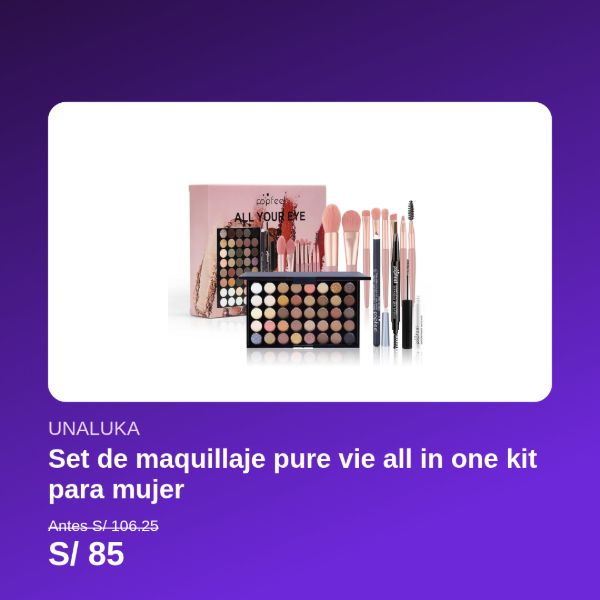 popfeel
ALL YOUR EYE
UNALUKA
Set de maquillaje pure vie all in one kit
para mujer
Antes S/ 106.25
S/ 85